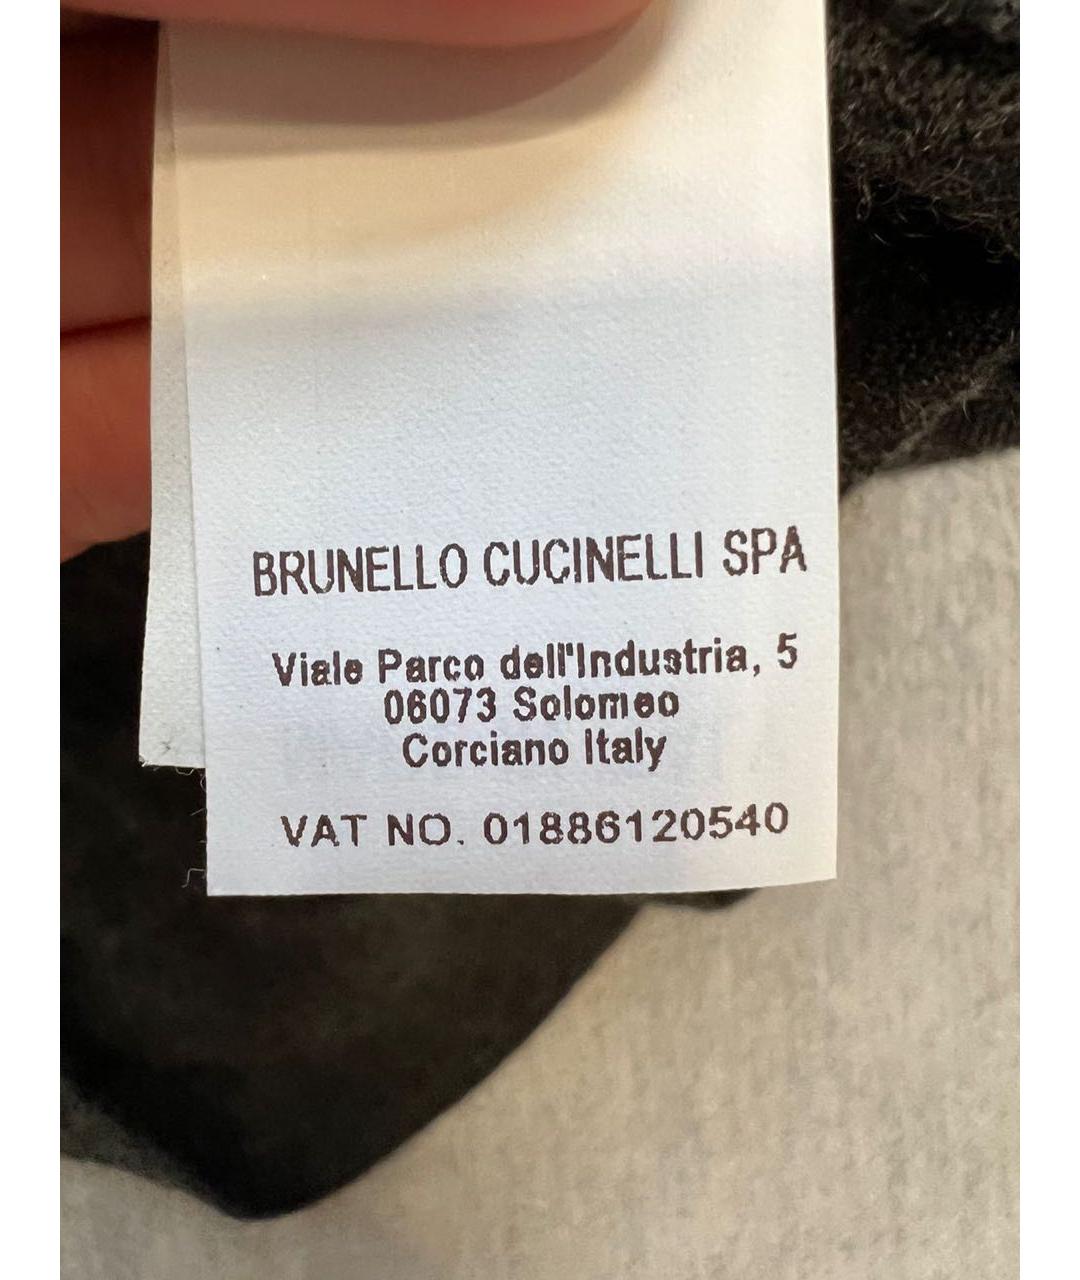 BRUNELLO CUCINELLI SPA
Viale Parco dell'Industria, 5
06073 Solomeo
Corciano Italy
VAT NO. 01886120540